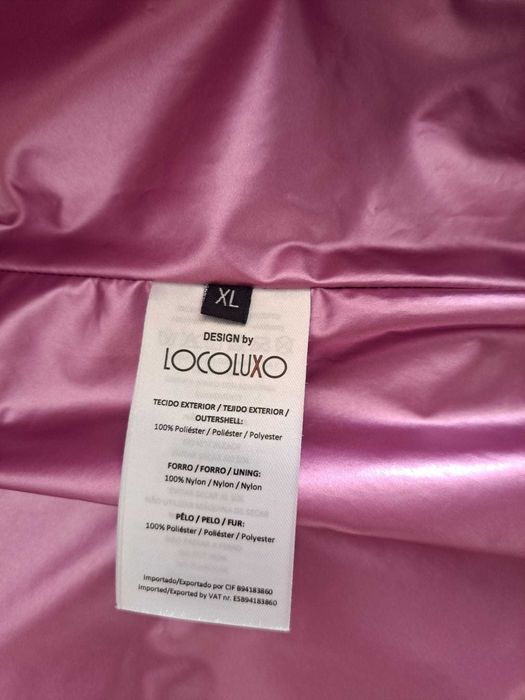 XL
DESIGN by
LOCOLUXO
TECIDO EXTERIOR / TEJIDO EXTERIOR /
OUTERSHELL:
100% Poliéster / Poliéster / Polyester
FORRO / FORRO / LINING:
100% Nylon / Nylon / Nylon
PÊLO / PELO / FUR:
100% Poliéster / Poliéster / Polyester
Importado/Exportado por CIF B94183860
Imported/Exported by VAT nr. ESB94183860